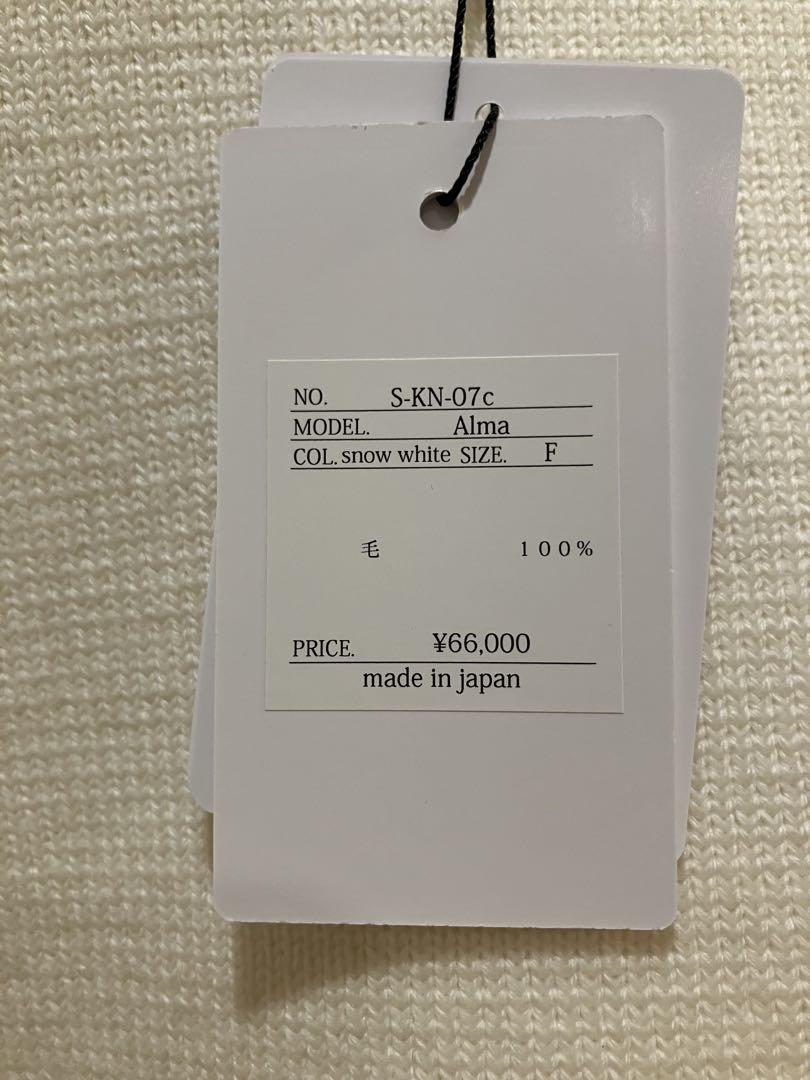 NO. S-KN-07c
MODEL. Alma
COL. snow white SIZE. F
毛 100%
PRICE. ¥66,000
made in japan